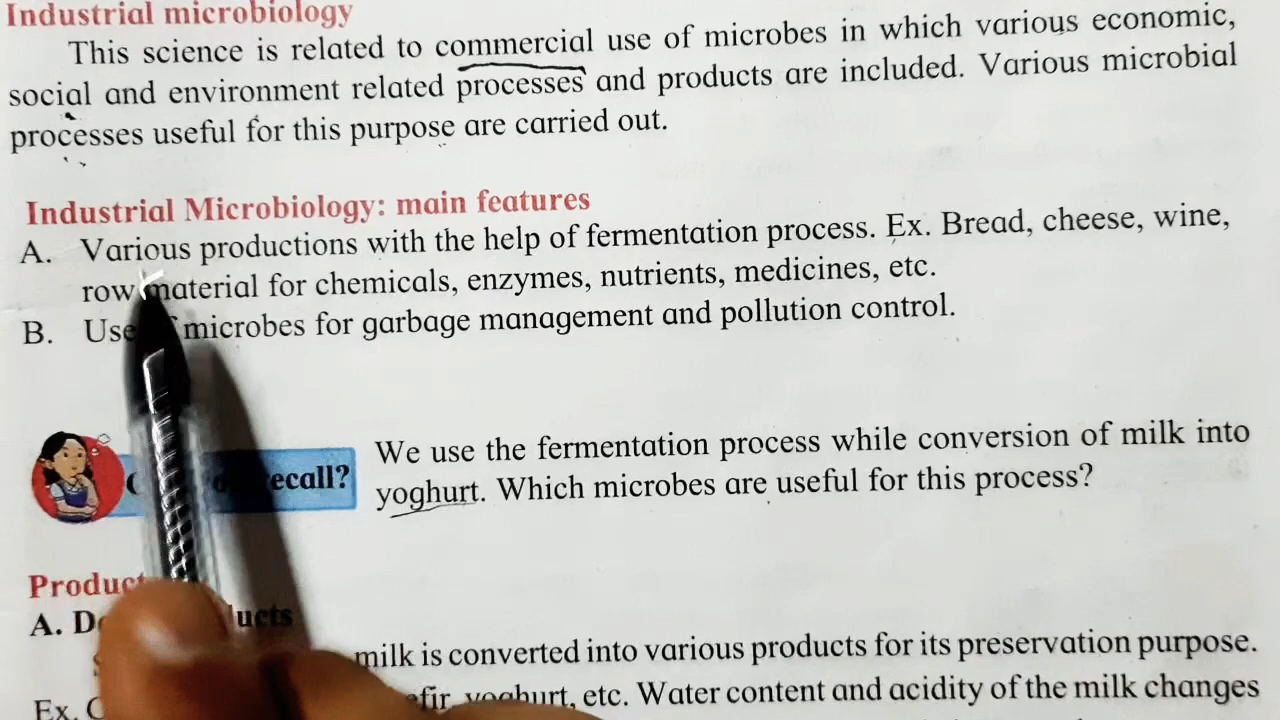 Industrial microbiology
This science is related to commercial use of microbes in which various economic,
social and environment related processes and products are included. Various microbial
processes useful for this purpose are carried out.
Industrial Microbiology: main features
A. Various productions with the help of fermentation process. Ex. Bread, cheese, wine,
row material for chemicals, enzymes, nutrients, medicines, etc.
B. Use microbes for garbage management and pollution control.
We use the fermentation process while conversion of milk into
yoghurt. Which microbes are useful for this process?
milk is converted into various products for its preservation purpose.
yoghurt, etc. Water content and acidity of the milk changes